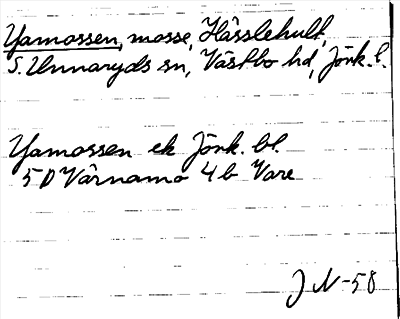 Yamossen, mosse, Hässlehult,
S. Unnaryds sn, Västbo hd, Jönk. l.
Yamossen ek Jönk. bl.
5 D Värnamo 4 b Vare
J N-58